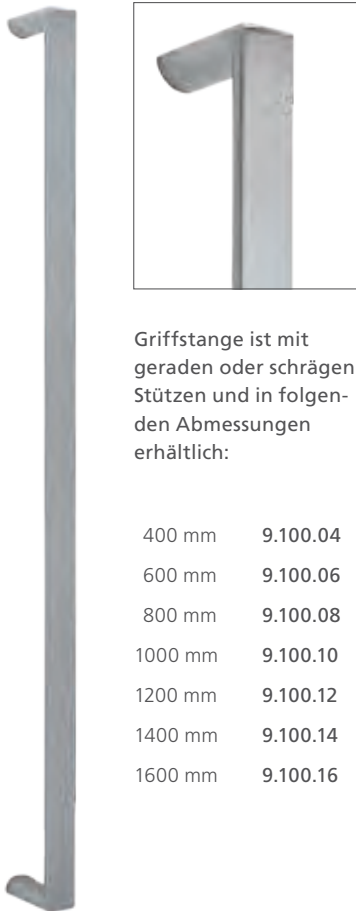 Griffstange ist mit
geraden oder schrägen
Stützen und in folgen-
den Abmessungen
erhältlich:
400 mm 9.100.04
600 mm 9.100.06
800 mm 9.100.08
1000 mm 9.100.10
1200 mm 9.100.12
1400 mm 9.100.14
1600 mm 9.100.16